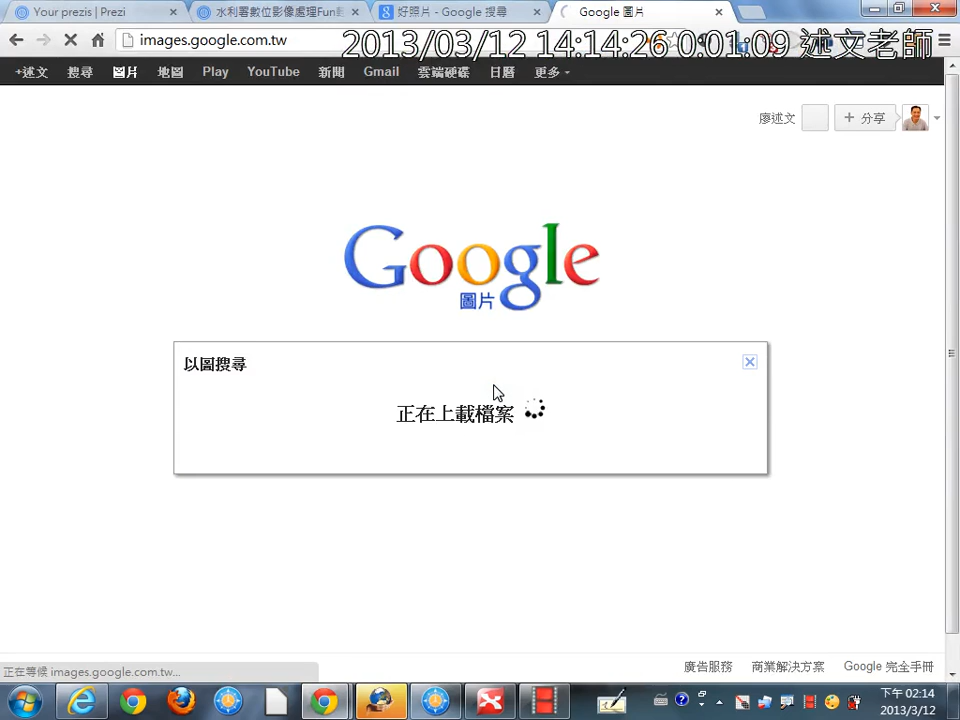 Your prezis | Prezi
水利署數位影像處理Fun輕
好照片 - Google 搜尋
Google 圖片
images.google.com.tw
2013/03/12 14:14:26 0:01:09 述文老師
+述文 搜尋 圖片 地圖 Play YouTube 新聞 Gmail 雲端硬碟 日曆 更多
廖述文
+ 分享
Google
圖片
以圖搜尋
正在上載檔案
正在等候 images.google.com.tw...
廣告服務 商業解決方案 Google 完全手冊
下午 02:14
2013/3/12